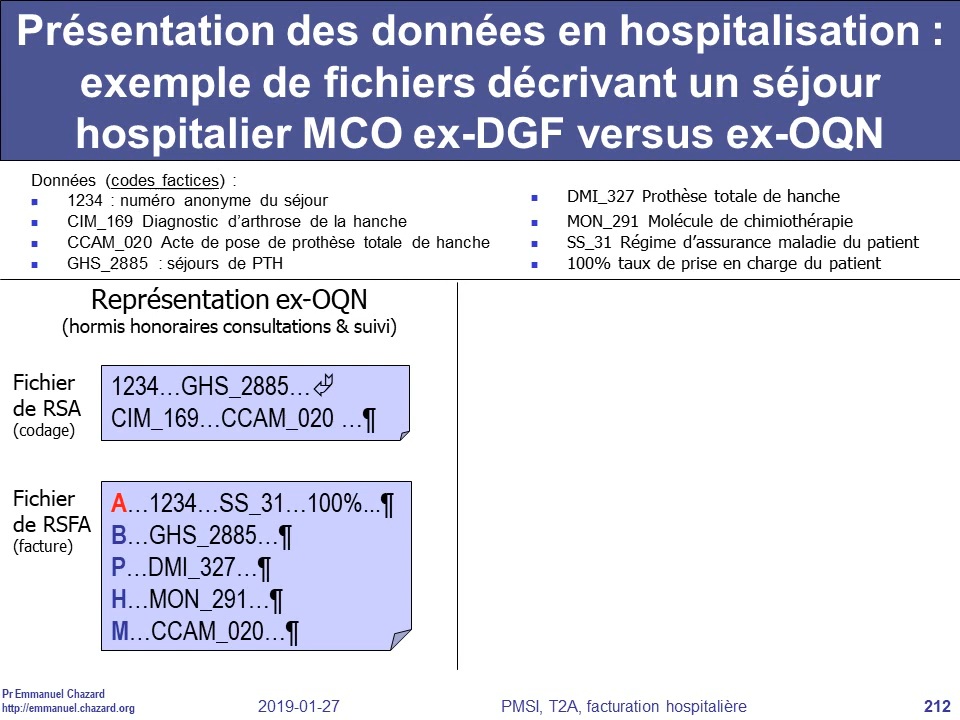 Présentation des données en hospitalisation :
exemple de fichiers décrivant un séjour
hospitalier MCO ex-DGF versus ex-OQN
Données (codes factices) :
1234 : numéro anonyme du séjour
CIM_169 Diagnostic d’arthrose de la hanche
CCAM_020 Acte de pose de prothèse totale de hanche
GHS_2885 : séjours de PTH
DMI_327 Prothèse totale de hanche
MON_291 Molécule de chimiothérapie
SS_31 Régime d’assurance maladie du patient
100% taux de prise en charge du patient
Représentation ex-OQN
(hormis honoraires consultations & suivi)
Fichier
de RSA
(codage)
1234…GHS_2885…⮰
CIM_169…CCAM_020 …¶
Fichier
de RSFA
(facture)
A…1234…SS_31…100%...¶
B…GHS_2885…¶
P…DMI_327…¶
H…MON_291…¶
M…CCAM_020…¶
Pr Emmanuel Chazard
http://emmanuel.chazard.org
2019-01-27
PMSI, T2A, facturation hospitalière
212